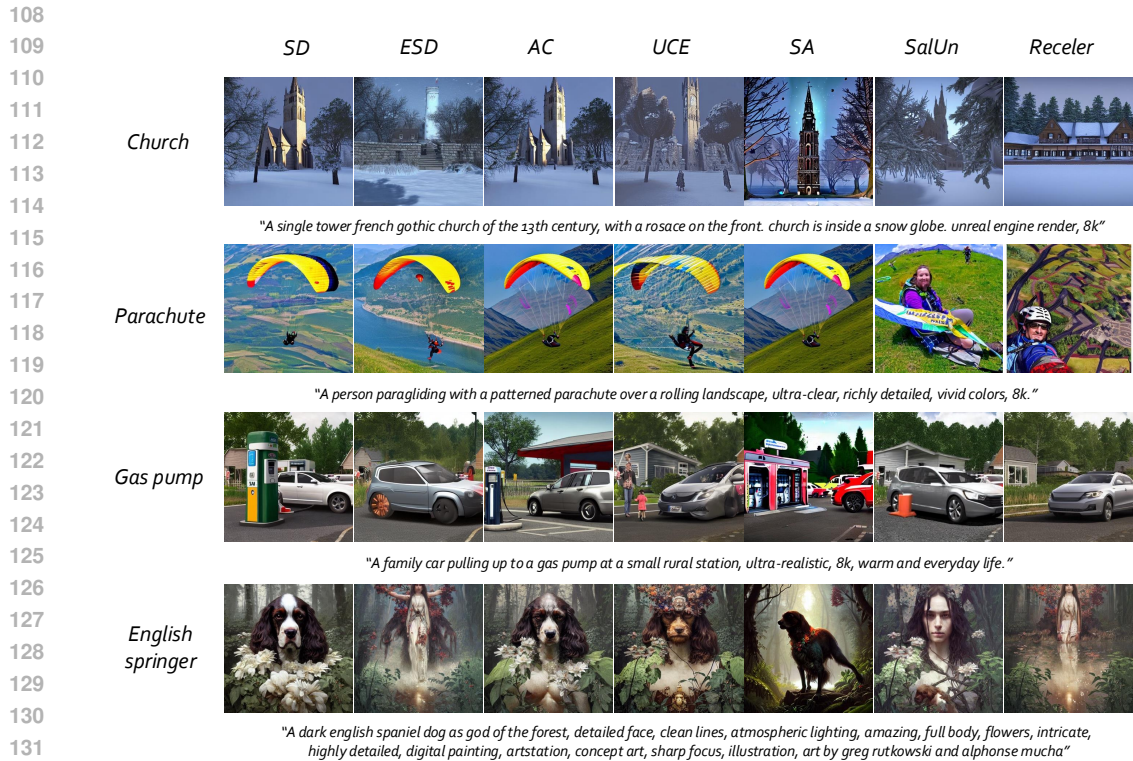 108
109
SD ESD AC UCE SA SalUn Receler
110
111
112
Church
113
114
"A single tower french gothic church of the 13th century, with a rosace on the front. church is inside a snow globe. unreal engine render, 8k"
115
116
117
Parachute
118
119
120
"A person paragliding with a patterned parachute over a rolling landscape, ultra-clear, richly detailed, vivid colors, 8k."
121
122
Gas pump
123
124
125
"A family car pulling up to a gas pump at a small rural station, ultra-realistic, 8k, warm and everyday life."
126
127
English
128
springer
129
130
"A dark english spaniel dog as god of the forest, detailed face, clean lines, atmospheric lighting, amazing, full body, flowers, intricate,
131
highly detailed, digital painting, artstation, concept art, sharp focus, illustration, art by greg rutkowski and alphonse mucha"